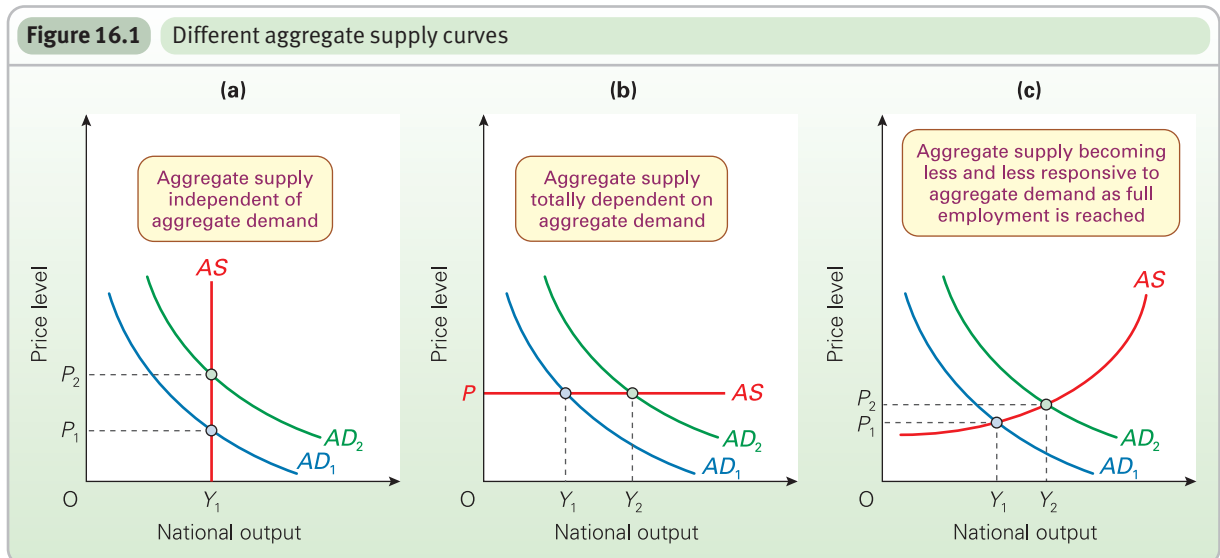 Figure 16.1 Different aggregate supply curves
(a)
Aggregate supply
independent of
aggregate demand
AS
Price level
P₂
P₁
AD₂
AD₁
O
Y₁
National output
(b)
Aggregate supply
totally dependent on
aggregate demand
Price level
P
AS
AD₂
AD₁
O
Y₁ Y₂
National output
(c)
Aggregate supply becoming
less and less responsive to
aggregate demand as full
employment is reached
AS
Price level
P₂
P₁
AD₂
AD₁
O
Y₁ Y₂
National output